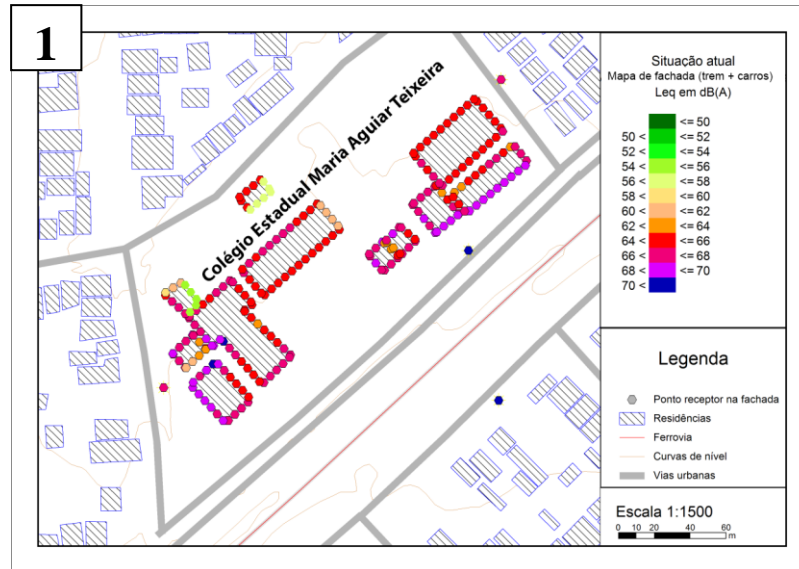 1
Colégio Estadual Maria Aguiar Teixeira
Situação atual
Mapa de fachada (trem + carros)
Leq em dB(A)
<= 50
50 < <= 52
52 < <= 54
54 < <= 56
56 < <= 58
58 < <= 60
60 < <= 62
62 < <= 64
64 < <= 66
66 < <= 68
68 < <= 70
70 <
Legenda
Ponto receptor na fachada
Residências
Ferrovia
Curvas de nível
Vias urbanas
Escala 1:1500
0 10 20 40 60
m